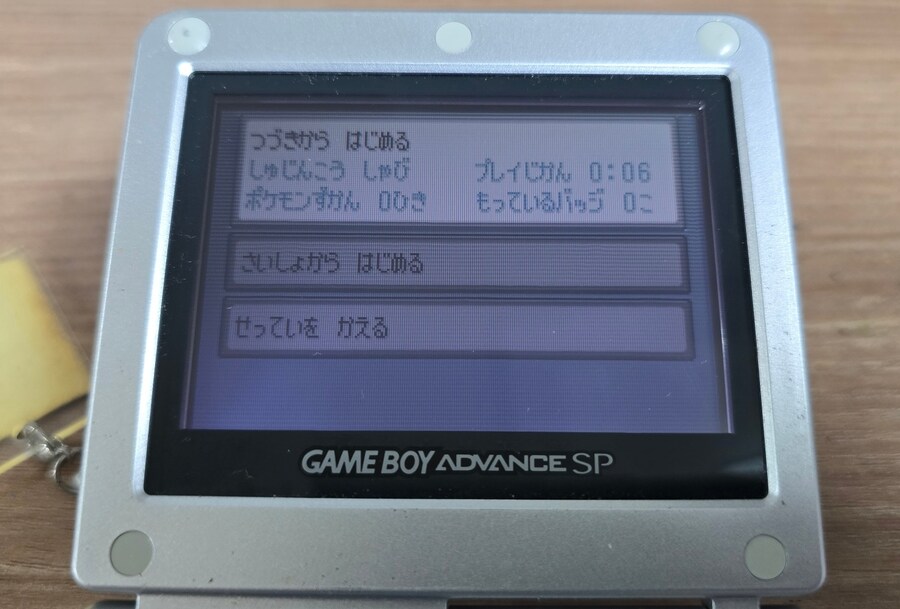 つづきから はじめる
しゅじんこう しゃび プレイじかん 0:06
ポケモンずかん 0ひき もっているバッジ 0こ
さいしょから はじめる
せっていを かえる
GAME BOY ADVANCE SP